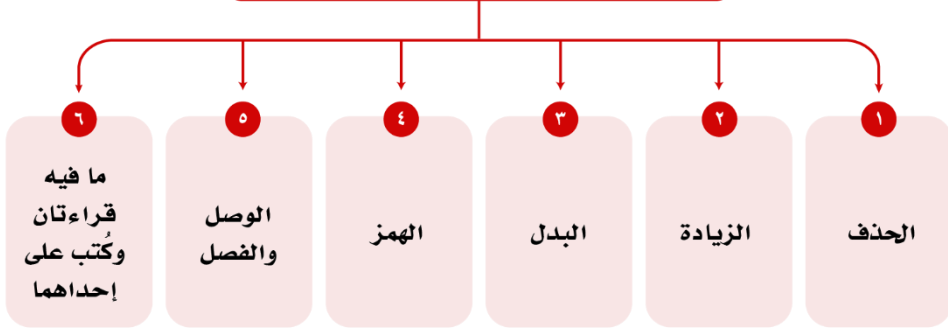 ١
الحذف
٢
الزيادة
٣
البدل
٤
الهمز
٥
الوصل
والفصل
٦
ما فيه
قراءتان
وكُتب على
إحداهما